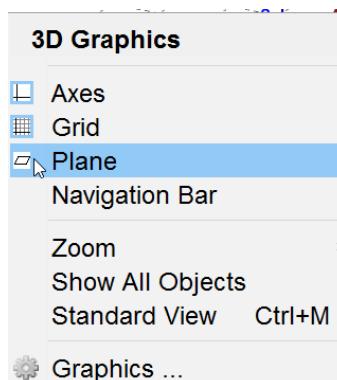 3D Graphics
Axes
Grid
Plane
Navigation Bar
Zoom
Show All Objects
Standard View Ctrl+M
Graphics ...